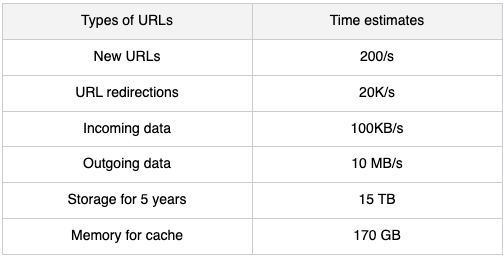 Types of URLs Time estimates
New URLs 200/s
URL redirections 20K/s
Incoming data 100KB/s
Outgoing data 10 MB/s
Storage for 5 years 15 TB
Memory for cache 170 GB